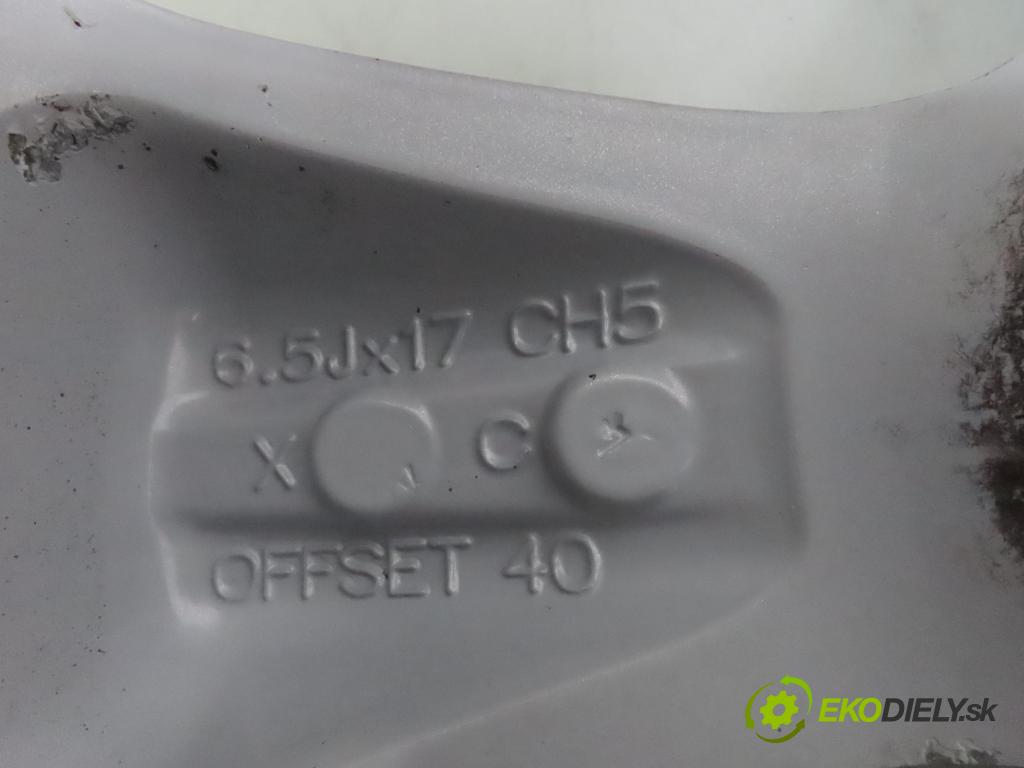 6.5Jx17 CH5
X C
OFFSET 40
EKODIELY.sk